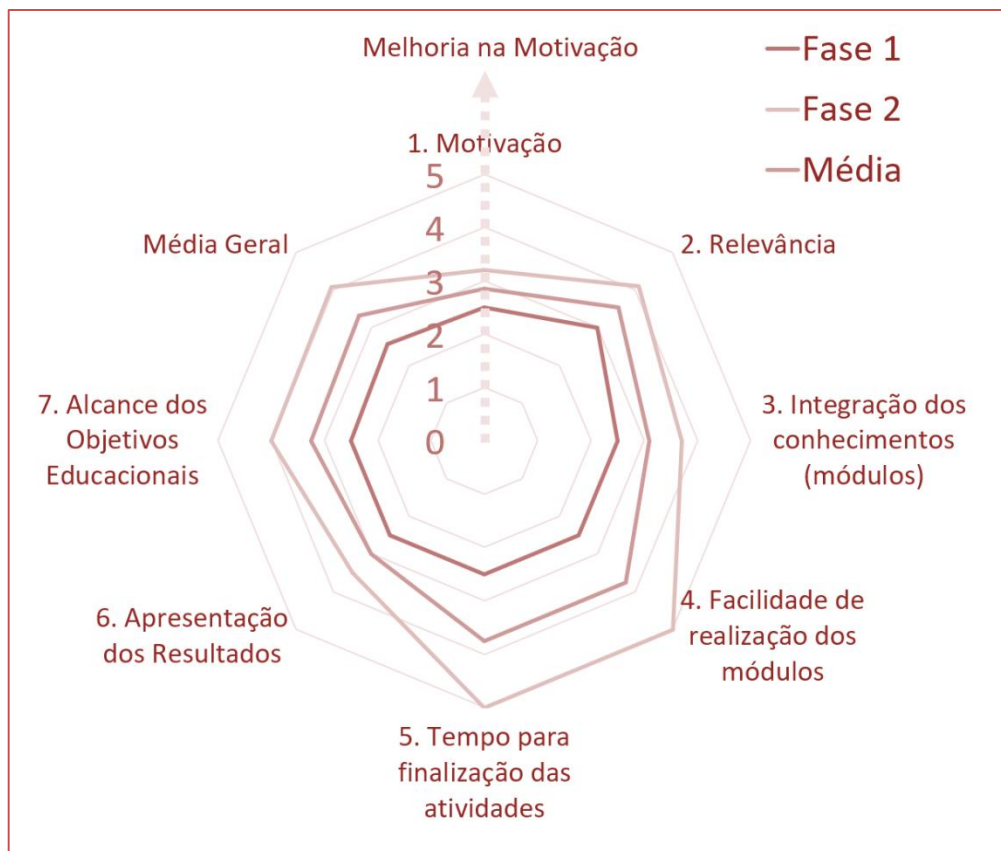 Melhoria na Motivação
Fase 1
Fase 2
Média
1. Motivação
5
4
3
2
1
0
Média Geral
2. Relevância
7. Alcance dos
Objetivos
Educacionais
3. Integração dos
conhecimentos
(módulos)
6. Apresentação
dos Resultados
4. Facilidade de
realização dos
módulos
5. Tempo para
finalização das
atividades